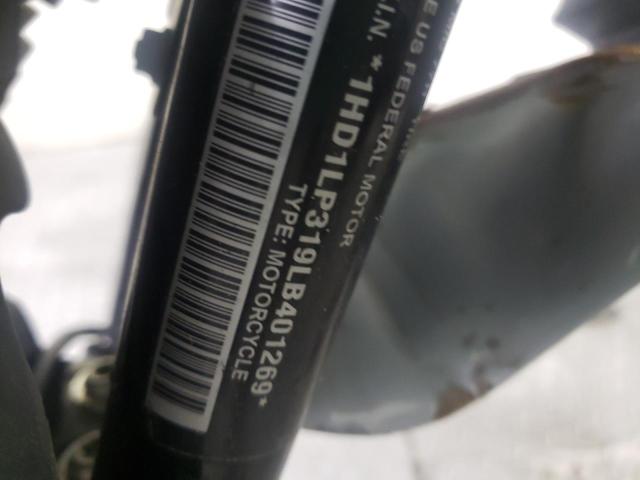 E US FEDERAL MOTOR
V.I.N. *1HD1LP319LB401269*
TYPE: MOTORCYCLE